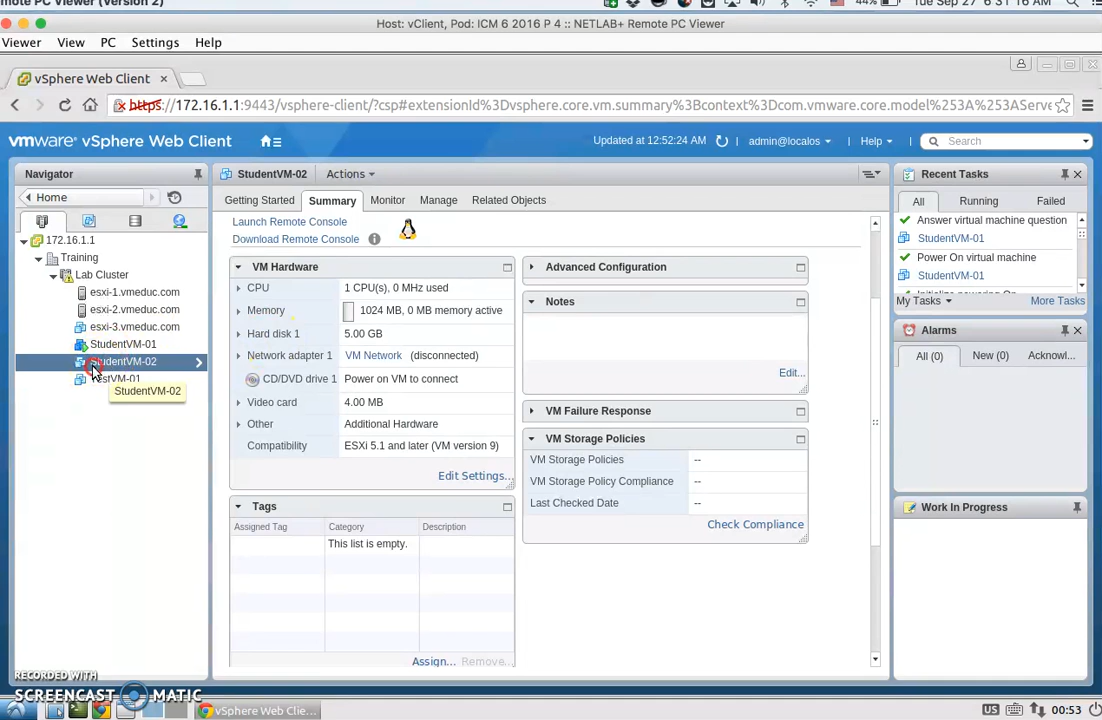 mote PC Viewer (Version 2)
44%
Tue Sep 27 6:31:16 AM
Host: vClient, Pod: ICM 6 2016 P 4 :: NETLAB+ Remote PC Viewer
Viewer View PC Settings Help
vSphere Web Client
https://172.16.1.1:9443/vsphere-client/?csp#extensionId%3Dvsphere.core.vm.summary%3Bcontext%3Dcom.vmware.core.model%253A%253AServe
vmware vSphere Web Client
Updated at 12:52:24 AM
admin@localos
Help
Search
Navigator
Home
172.16.1.1
Training
Lab Cluster
esxi-1.vmeduc.com
esxi-2.vmeduc.com
esxi-3.vmeduc.com
StudentVM-01
StudentVM-02
TestVM-01
StudentVM-02
StudentVM-02 Actions
Getting Started Summary Monitor Manage Related Objects
Launch Remote Console
Download Remote Console
VM Hardware
CPU 1 CPU(s), 0 MHz used
Memory 1024 MB, 0 MB memory active
Hard disk 1 5.00 GB
Network adapter 1 VM Network (disconnected)
CD/DVD drive 1 Power on VM to connect
Video card 4.00 MB
Other Additional Hardware
Compatibility ESXi 5.1 and later (VM version 9)
Edit Settings...
Tags
Assigned Tag Category Description
This list is empty.
Assign... Remove...
Advanced Configuration
Notes
Edit...
VM Failure Response
VM Storage Policies
VM Storage Policies --
VM Storage Policy Compliance --
Last Checked Date --
Check Compliance
Recent Tasks
All Running Failed
Answer virtual machine question
StudentVM-01
Power On virtual machine
StudentVM-01
My Tasks More Tasks
Alarms
All (0) New (0) Acknowl...
Work In Progress
RECORDED WITH
SCREENCAST MATIC
vSphere Web Clie...
US
00:53